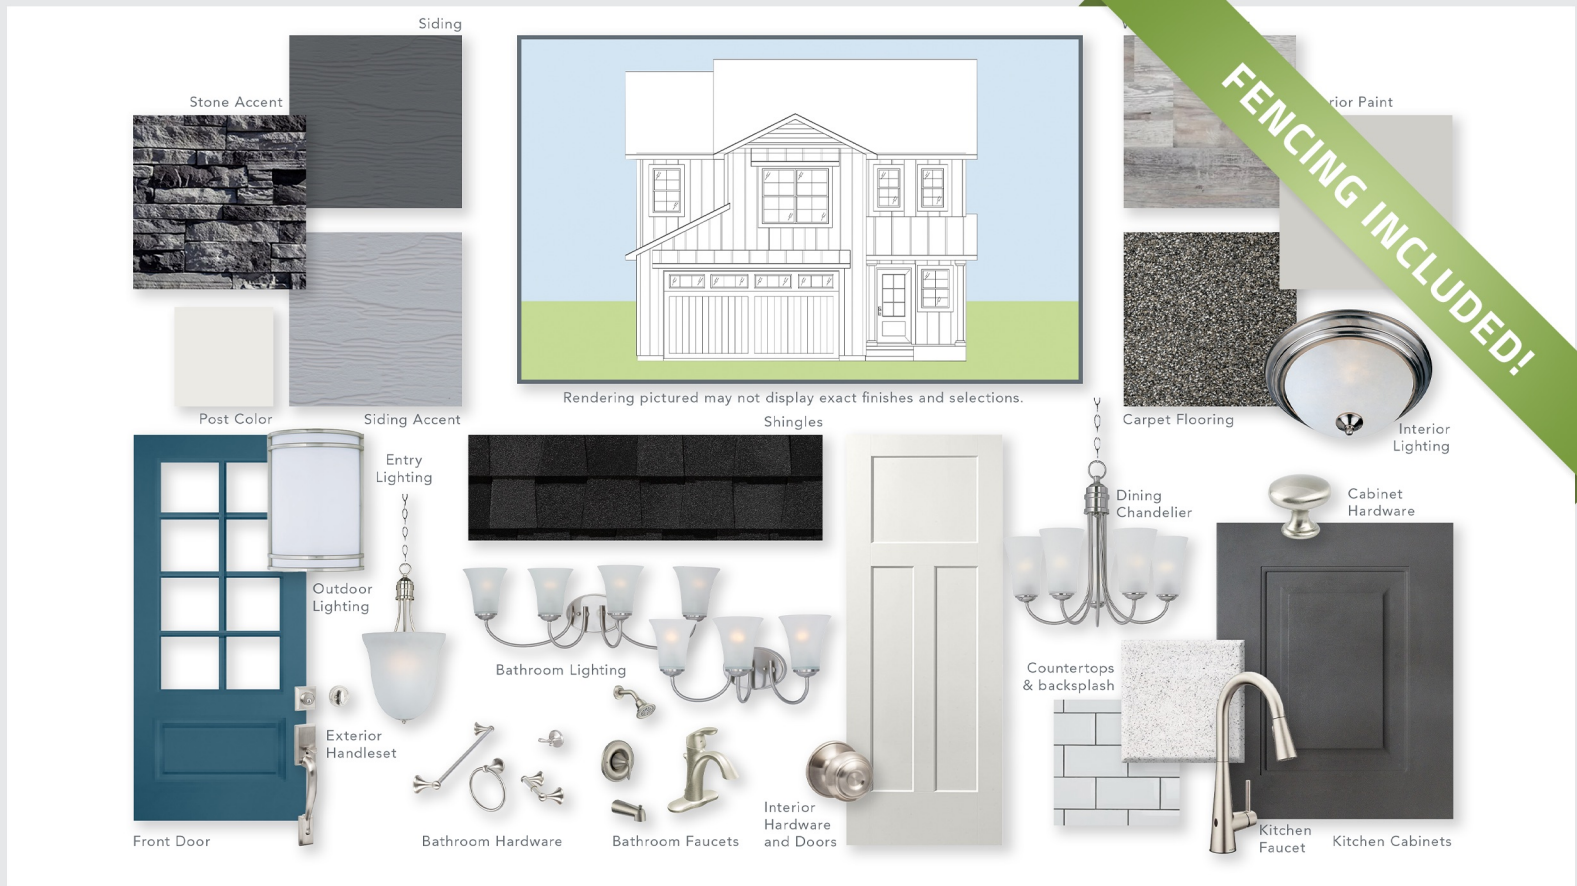 Siding
Stone Accent
rior Paint
FENCING INCLUDED!
Rendering pictured may not display exact finishes and selections.
Post Color
Siding Accent
Shingles
Carpet Flooring
Interior
Lighting
Entry
Lighting
Dining
Chandelier
Cabinet
Hardware
Outdoor
Lighting
Bathroom Lighting
Countertops
& backsplash
Exterior
Handleset
Interior
Hardware
and Doors
Front Door
Bathroom Hardware
Bathroom Faucets
Kitchen
Faucet
Kitchen Cabinets